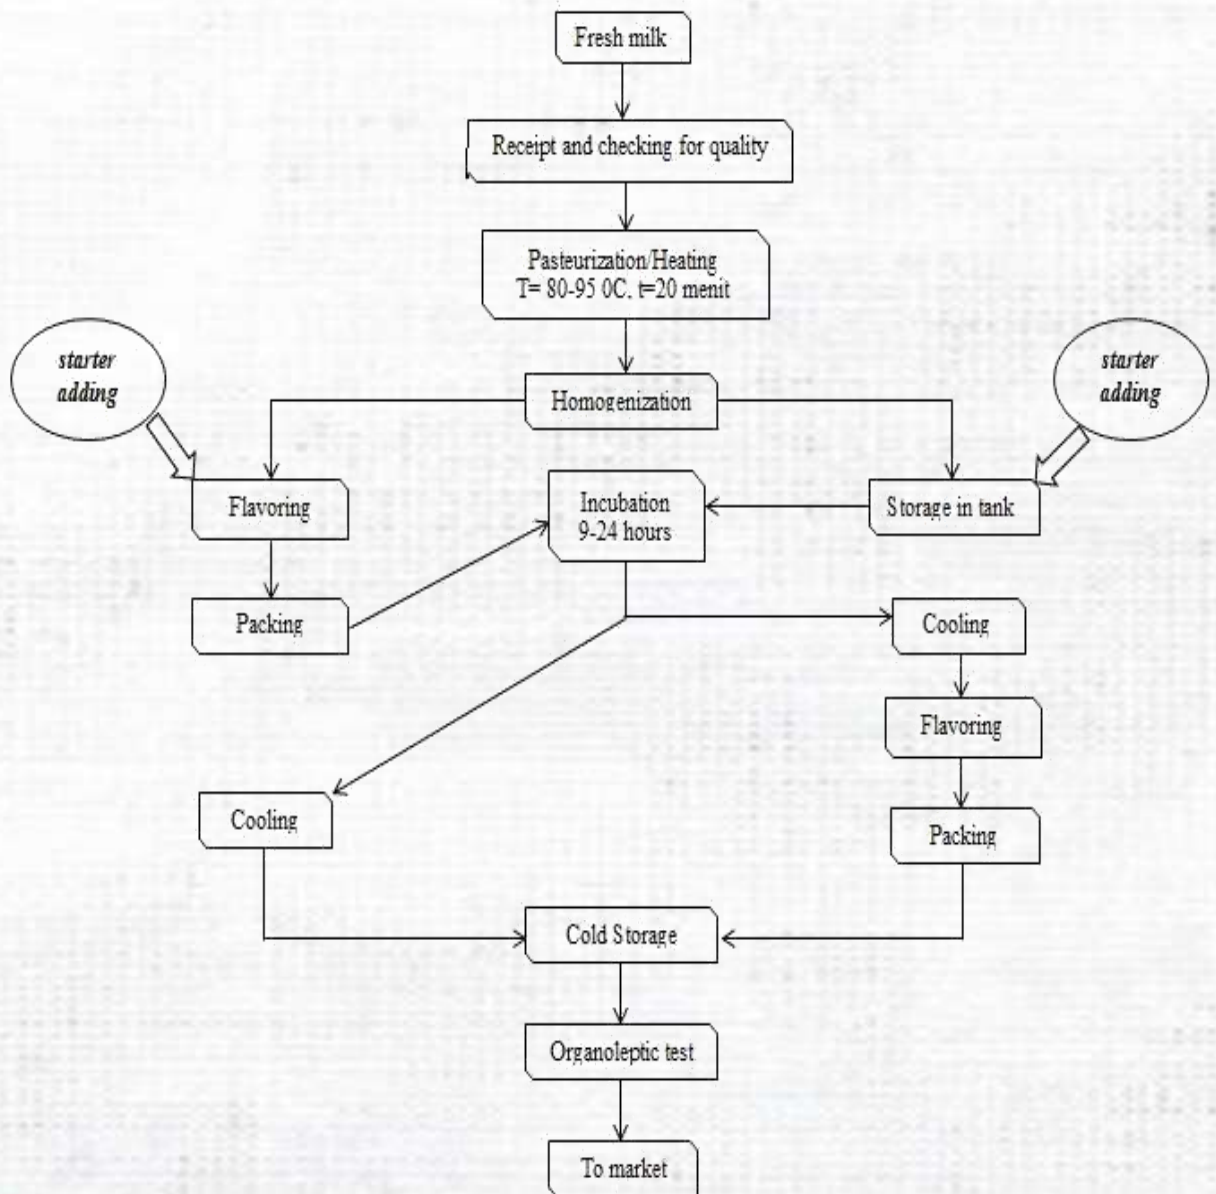 Fresh milk
Receipt and checking for quality
Pasteurization/Heating
T= 80-95 0C, t=20 menit
starter
adding
starter
adding
Homogenization
Flavoring
Incubation
9-24 hours
Storage in tank
Packing
Cooling
Flavoring
Cooling
Packing
Cold Storage
Organoleptic test
To market